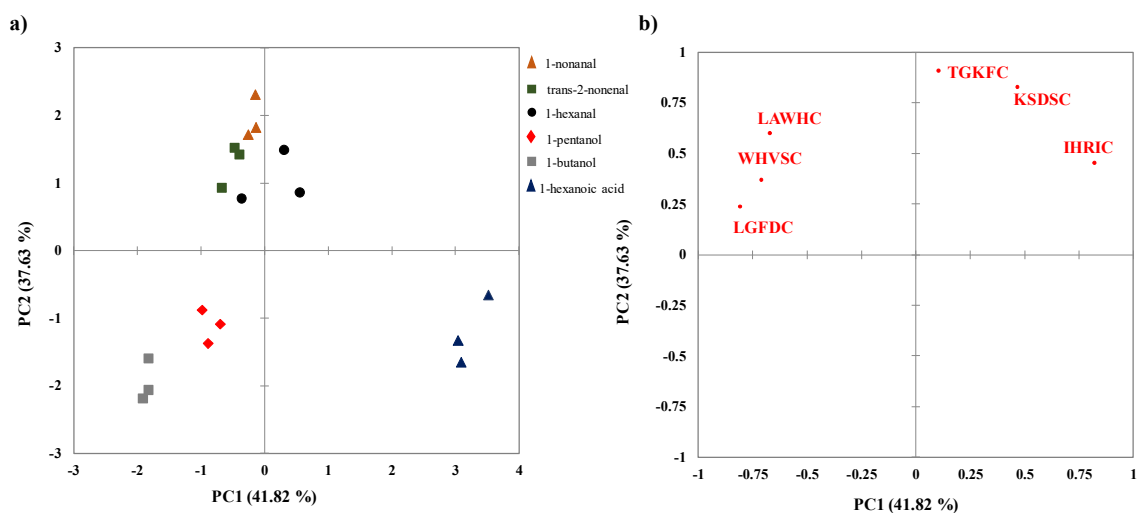 a)
3
2
1
0
-1
-2
-3
PC2 (37.63 %)
-3
-2
-1
0
1
2
3
4
PC1 (41.82 %)
1-nonanal
trans-2-nonenal
1-hexanal
1-pentanol
1-butanol
1-hexanoic acid
b)
1
0.75
0.5
0.25
0
-0.25
-0.5
-0.75
-1
PC2 (37.63 %)
-1
-0.75
-0.5
-0.25
0
0.25
0.5
0.75
1
PC1 (41.82 %)
TGKFC
KSDSC
LAWHC
IHRIC
WHVSC
LGFDC